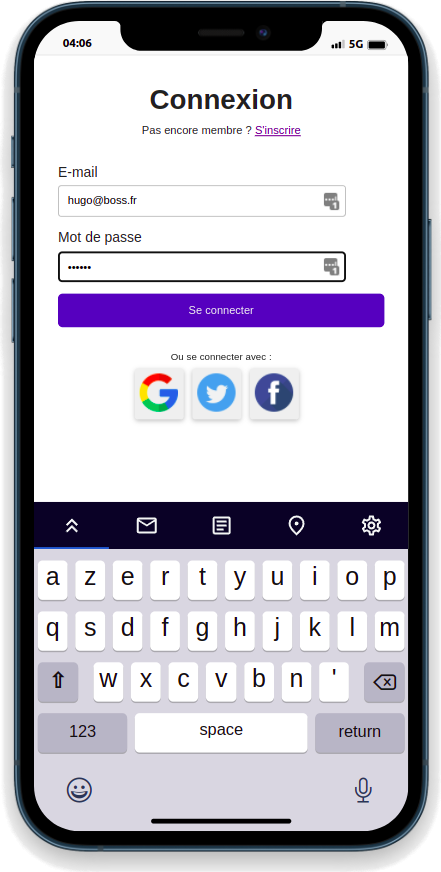 04:06 5G
Connexion
Pas encore membre ? S'inscrire
E-mail
hugo@boss.fr
Mot de passe
••••••
Se connecter
Ou se connecter avec :
a z e r t y u i o p
q s d f g h j k l m
w x c v b n '
123 space return